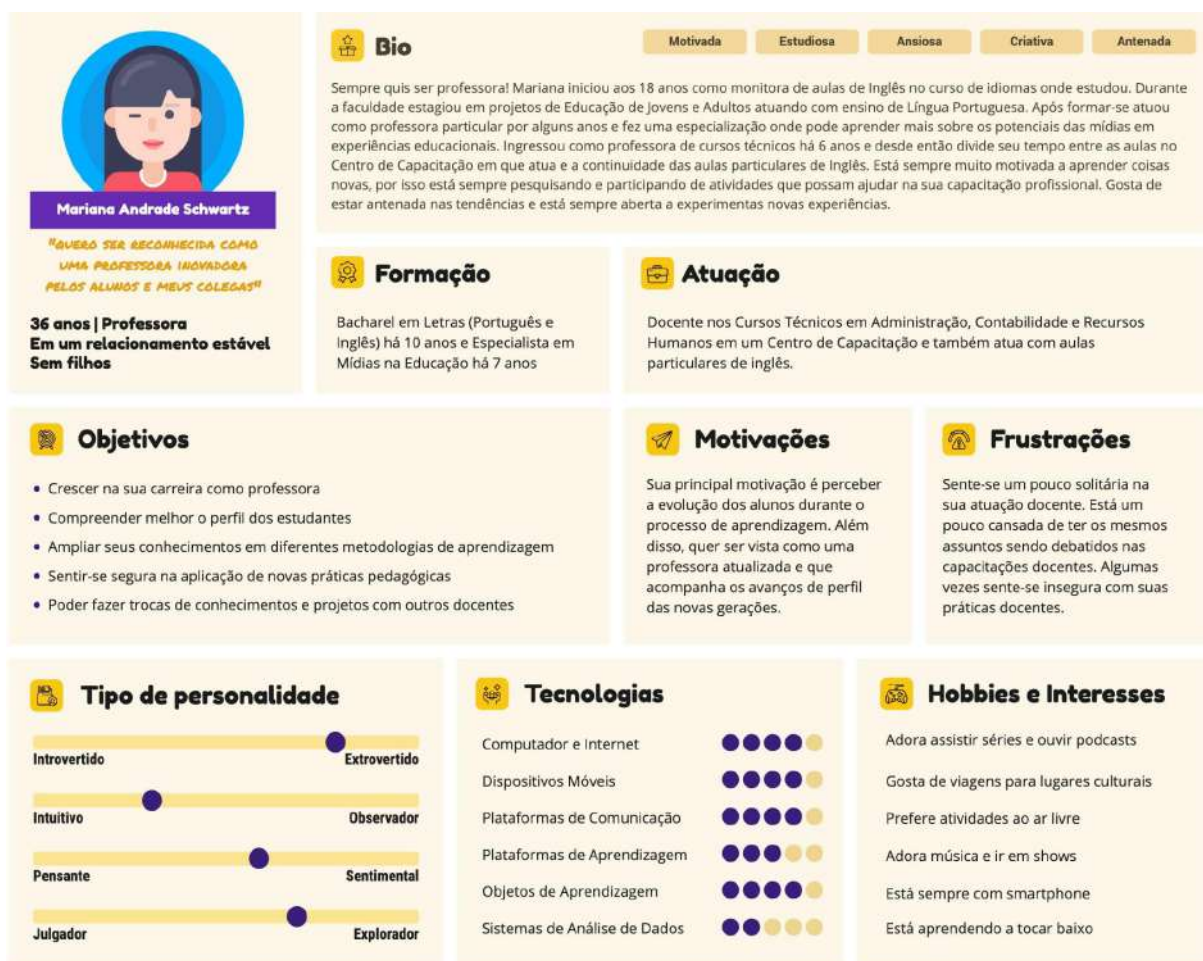 Mariana Andrade Schwartz
"QUERO SER RECONHECIDA COMO
UMA PROFESSORA INOVADORA
PELOS ALUNOS E MEUS COLEGAS"
36 anos | Professora
Em um relacionamento estável
Sem filhos
Bio
Motivada
Estudiosa
Ansiosa
Criativa
Antenada
Sempre quis ser professora! Mariana iniciou aos 18 anos como monitora de aulas de Inglês no curso de idiomas onde estudou. Durante
a faculdade estagiou em projetos de Educação de Jovens e Adultos atuando com ensino de Língua Portuguesa. Após formar-se atuou
como professora particular por alguns anos e fez uma especialização onde pode aprender mais sobre os potenciais das mídias em
experiências educacionais. Ingressou como professora de cursos técnicos há 6 anos e desde então divide seu tempo entre as aulas no
Centro de Capacitação em que atua e a continuidade das aulas particulares de Inglês. Está sempre muito motivada a aprender coisas
novas, por isso está sempre pesquisando e participando de atividades que possam ajudar na sua capacitação profissional. Gosta de
estar antenada nas tendências e está sempre aberta a experimentas novas experiências.
Formação
Bacharel em Letras (Português e
Inglês) há 10 anos e Especialista em
Mídias na Educação há 7 anos
Atuação
Docente nos Cursos Técnicos em Administração, Contabilidade e Recursos
Humanos em um Centro de Capacitação e também atua com aulas
particulares de inglês.
Objetivos
• Crescer na sua carreira como professora
• Compreender melhor o perfil dos estudantes
• Ampliar seus conhecimentos em diferentes metodologias de aprendizagem
• Sentir-se segura na aplicação de novas práticas pedagógicas
• Poder fazer trocas de conhecimentos e projetos com outros docentes
Motivações
Sua principal motivação é perceber
a evolução dos alunos durante o
processo de aprendizagem. Além
disso, quer ser vista como uma
professora atualizada e que
acompanha os avanços de perfil
das novas gerações.
Frustrações
Sente-se um pouco solitária na
sua atuação docente. Está um
pouco cansada de ter os mesmos
assuntos sendo debatidos nas
capacitações docentes. Algumas
vezes sente-se insegura com suas
práticas docentes.
Tipo de personalidade
Introvertido
Extrovertido
Intuitivo
Observador
Pensante
Sentimental
Julgador
Explorador
Tecnologias
Computador e Internet
Dispositivos Móveis
Plataformas de Comunicação
Plataformas de Aprendizagem
Objetos de Aprendizagem
Sistemas de Análise de Dados
Hobbies e Interesses
Adora assistir séries e ouvir podcasts
Gosta de viagens para lugares culturais
Prefere atividades ao ar livre
Adora música e ir em shows
Está sempre com smartphone
Está aprendendo a tocar baixo